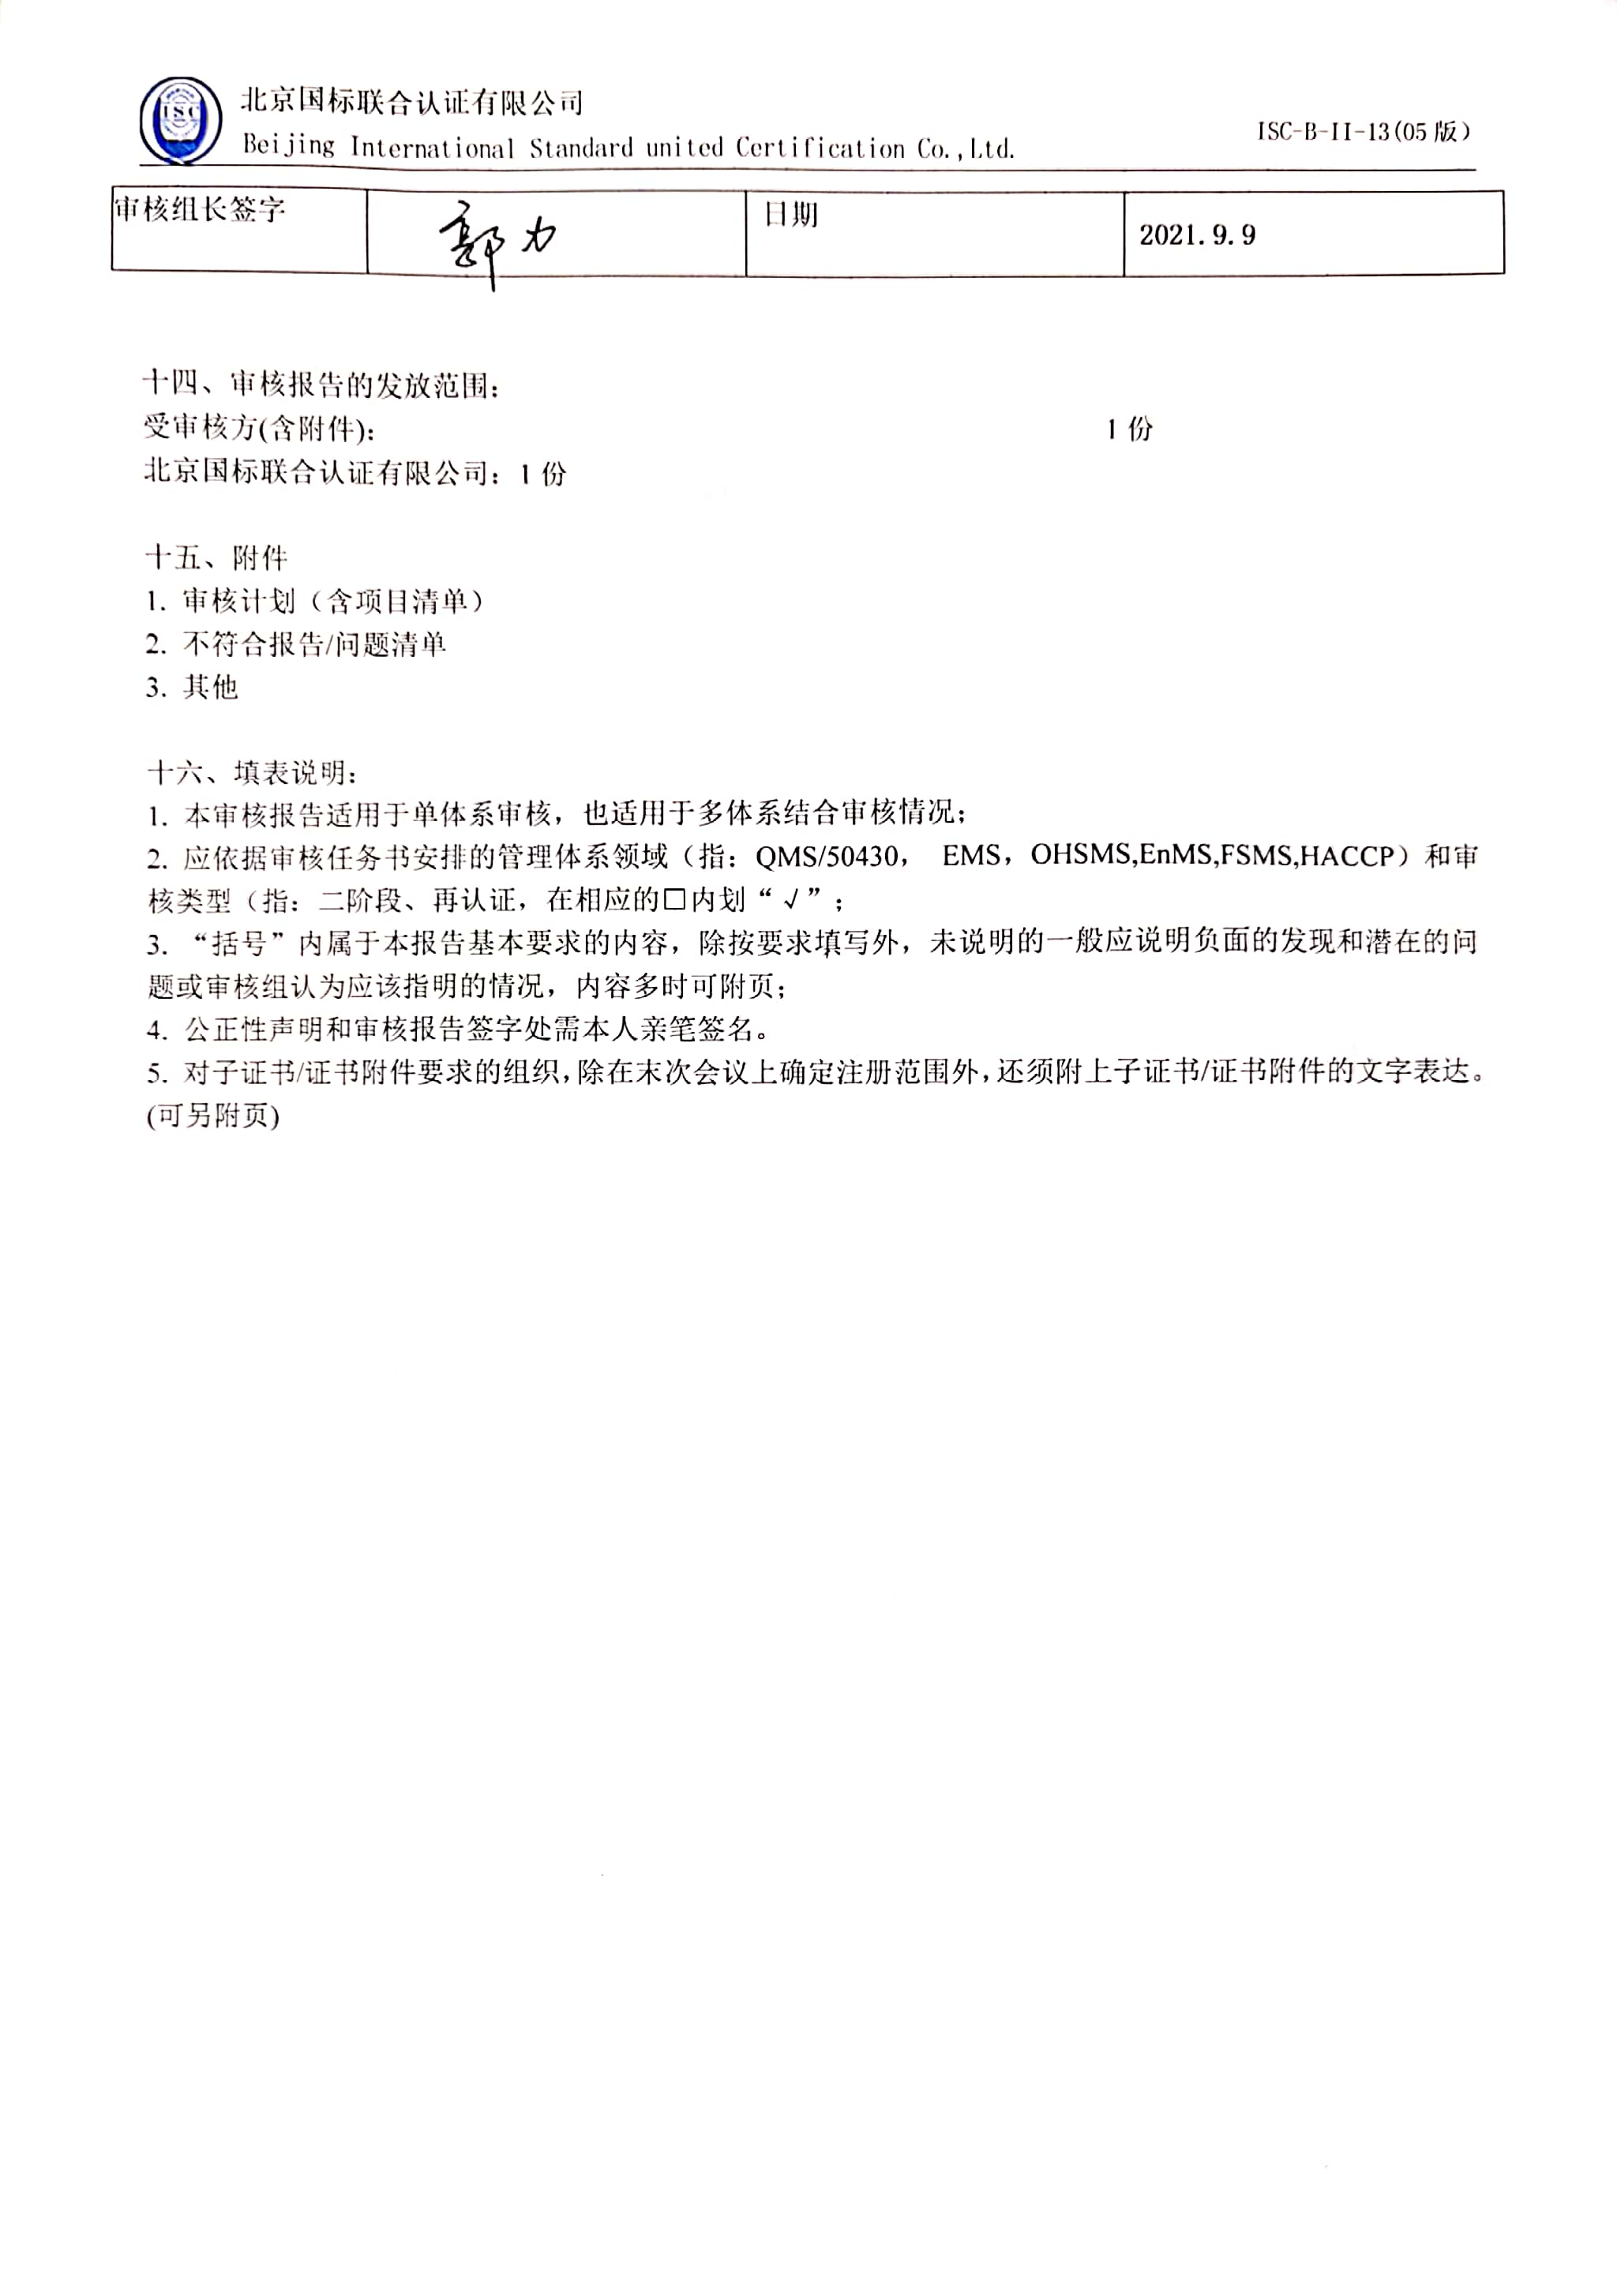 ISC
北京国标联合认证有限公司
Beijing International Standard united Certification Co.,Ltd.
ISC-B-II-13(05 版)
审核组长签字 郭力 日期 2021.9.9
十四、审核报告的发放范围:
受审核方(含附件): 1 份
北京国标联合认证有限公司: 1 份
十五、附件
1. 审核计划（含项目清单）
2. 不符合报告/问题清单
3. 其他
十六、填表说明:
1. 本审核报告适用于单体系审核，也适用于多体系结合审核情况;
2. 应依据审核任务书安排的管理体系领域（指: QMS/50430， EMS，OHSMS,EnMS,FSMS,HACCP）和审
核类型（指: 二阶段、再认证，在相应的□内划“√”;
3. “括号”内属于本报告基本要求的内容，除按要求填写外，未说明的一般应说明负面的发现和潜在的问
题或审核组认为应该指明的情况，内容多时可附页;
4. 公正性声明和审核报告签字处需本人亲笔签名。
5. 对子证书/证书附件要求的组织,除在末次会议上确定注册范围外,还须附上子证书/证书附件的文字表达。
(可另附页)